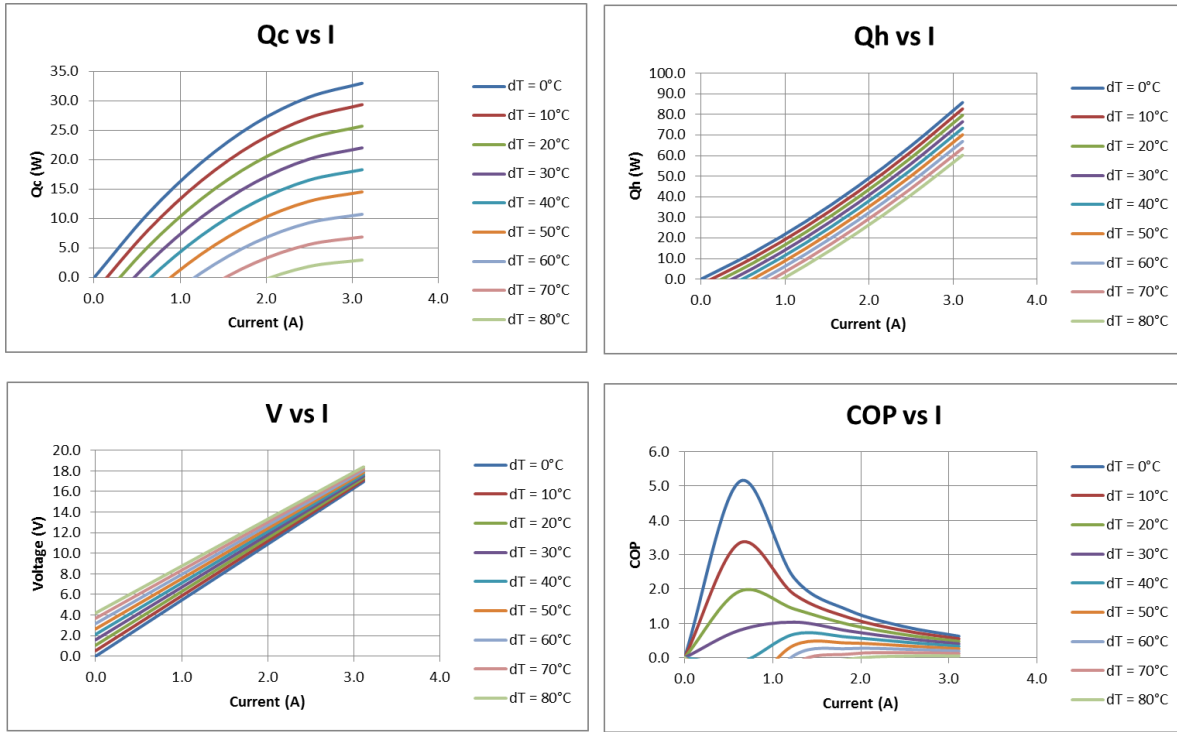 Qc vs I
35.0
30.0
25.0
20.0
15.0
10.0
5.0
0.0
Qc (W)
0.0 1.0 2.0 3.0 4.0
Current (A)
dT = 0°C
dT = 10°C
dT = 20°C
dT = 30°C
dT = 40°C
dT = 50°C
dT = 60°C
dT = 70°C
dT = 80°C
Qh vs I
100.0
90.0
80.0
70.0
60.0
50.0
40.0
30.0
20.0
10.0
0.0
Qh (W)
0.0 1.0 2.0 3.0 4.0
Current (A)
dT = 0°C
dT = 10°C
dT = 20°C
dT = 30°C
dT = 40°C
dT = 50°C
dT = 60°C
dT = 70°C
dT = 80°C
V vs I
20.0
18.0
16.0
14.0
12.0
10.0
8.0
6.0
4.0
2.0
0.0
Voltage (V)
0.0 1.0 2.0 3.0 4.0
Current (A)
dT = 0°C
dT = 10°C
dT = 20°C
dT = 30°C
dT = 40°C
dT = 50°C
dT = 60°C
dT = 70°C
dT = 80°C
COP vs I
6.0
5.0
4.0
3.0
2.0
1.0
0.0
COP
0.0 1.0 2.0 3.0 4.0
Current (A)
dT = 0°C
dT = 10°C
dT = 20°C
dT = 30°C
dT = 40°C
dT = 50°C
dT = 60°C
dT = 70°C
dT = 80°C